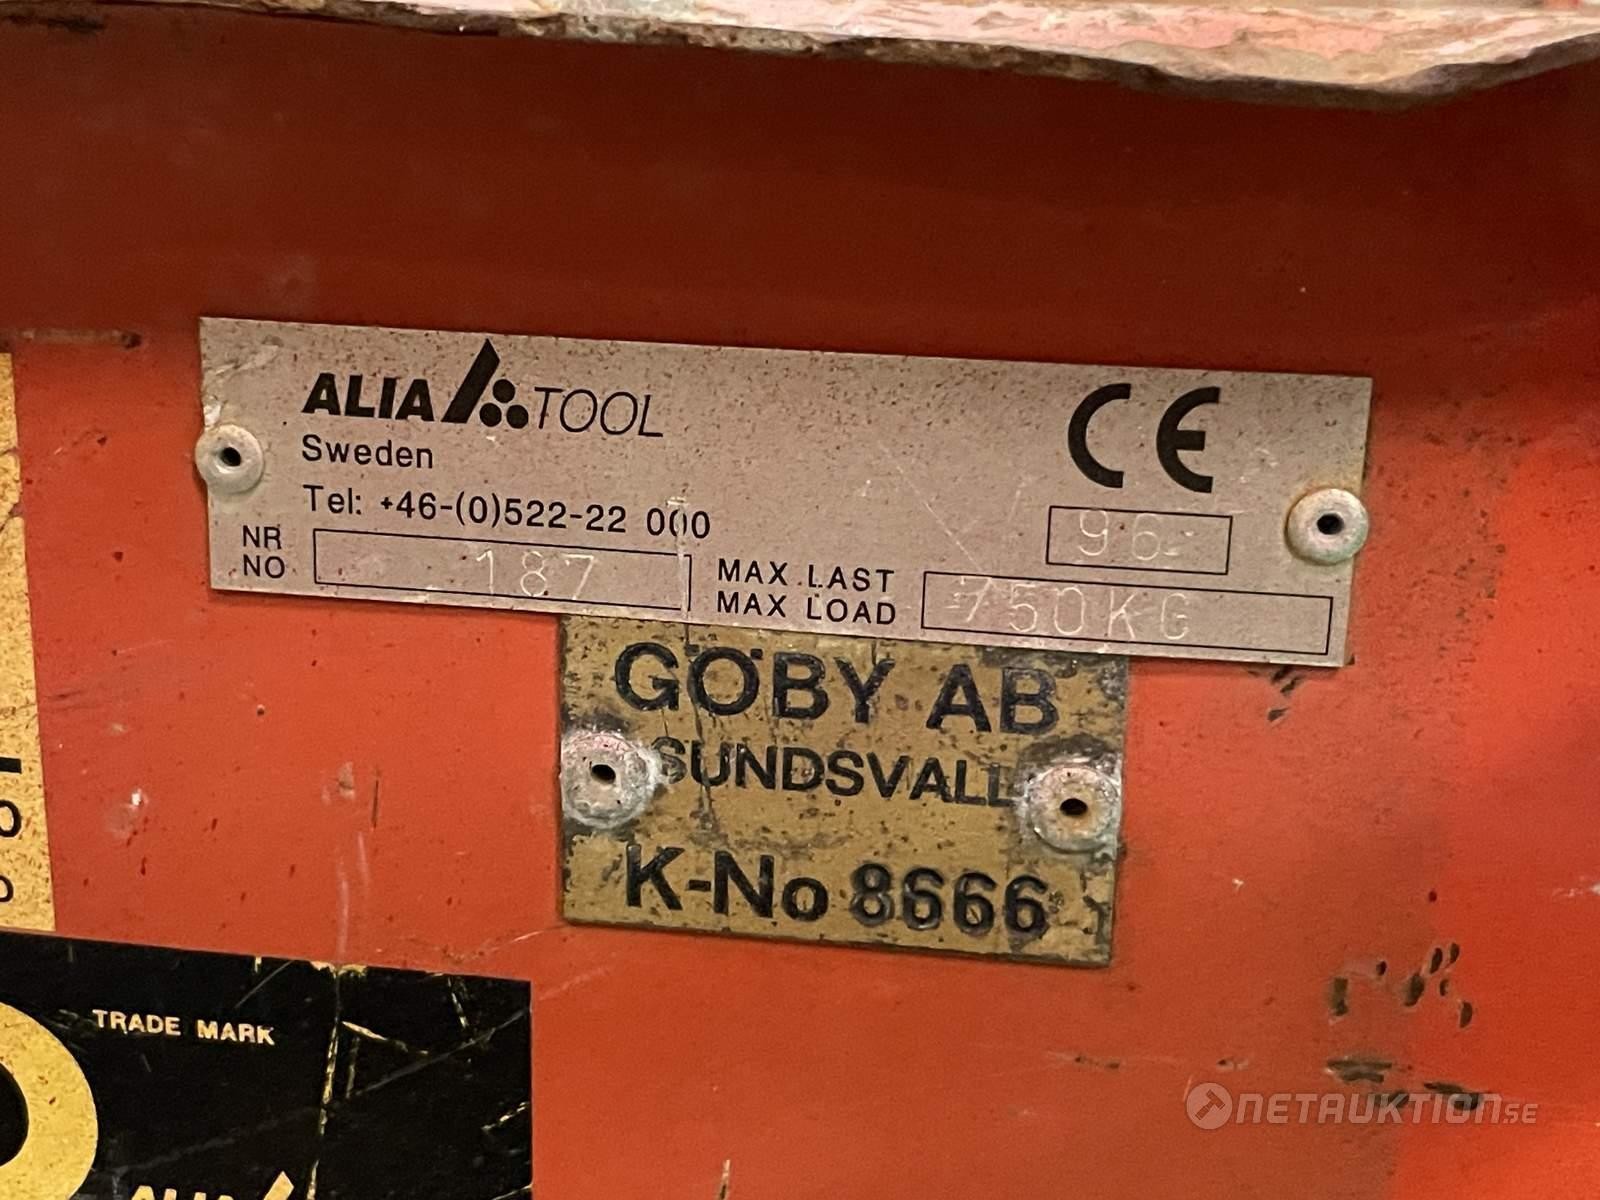 ALIA TOOL
Sweden
Tel: +46-(0)522-22 000
CE
96
NR
NO
187
MAX.LAST
MAX LOAD
750KG
GÖBY AB
SUNDSVALL
K-No 8666
TRADE MARK
ALIA
NETAUKTION.SE